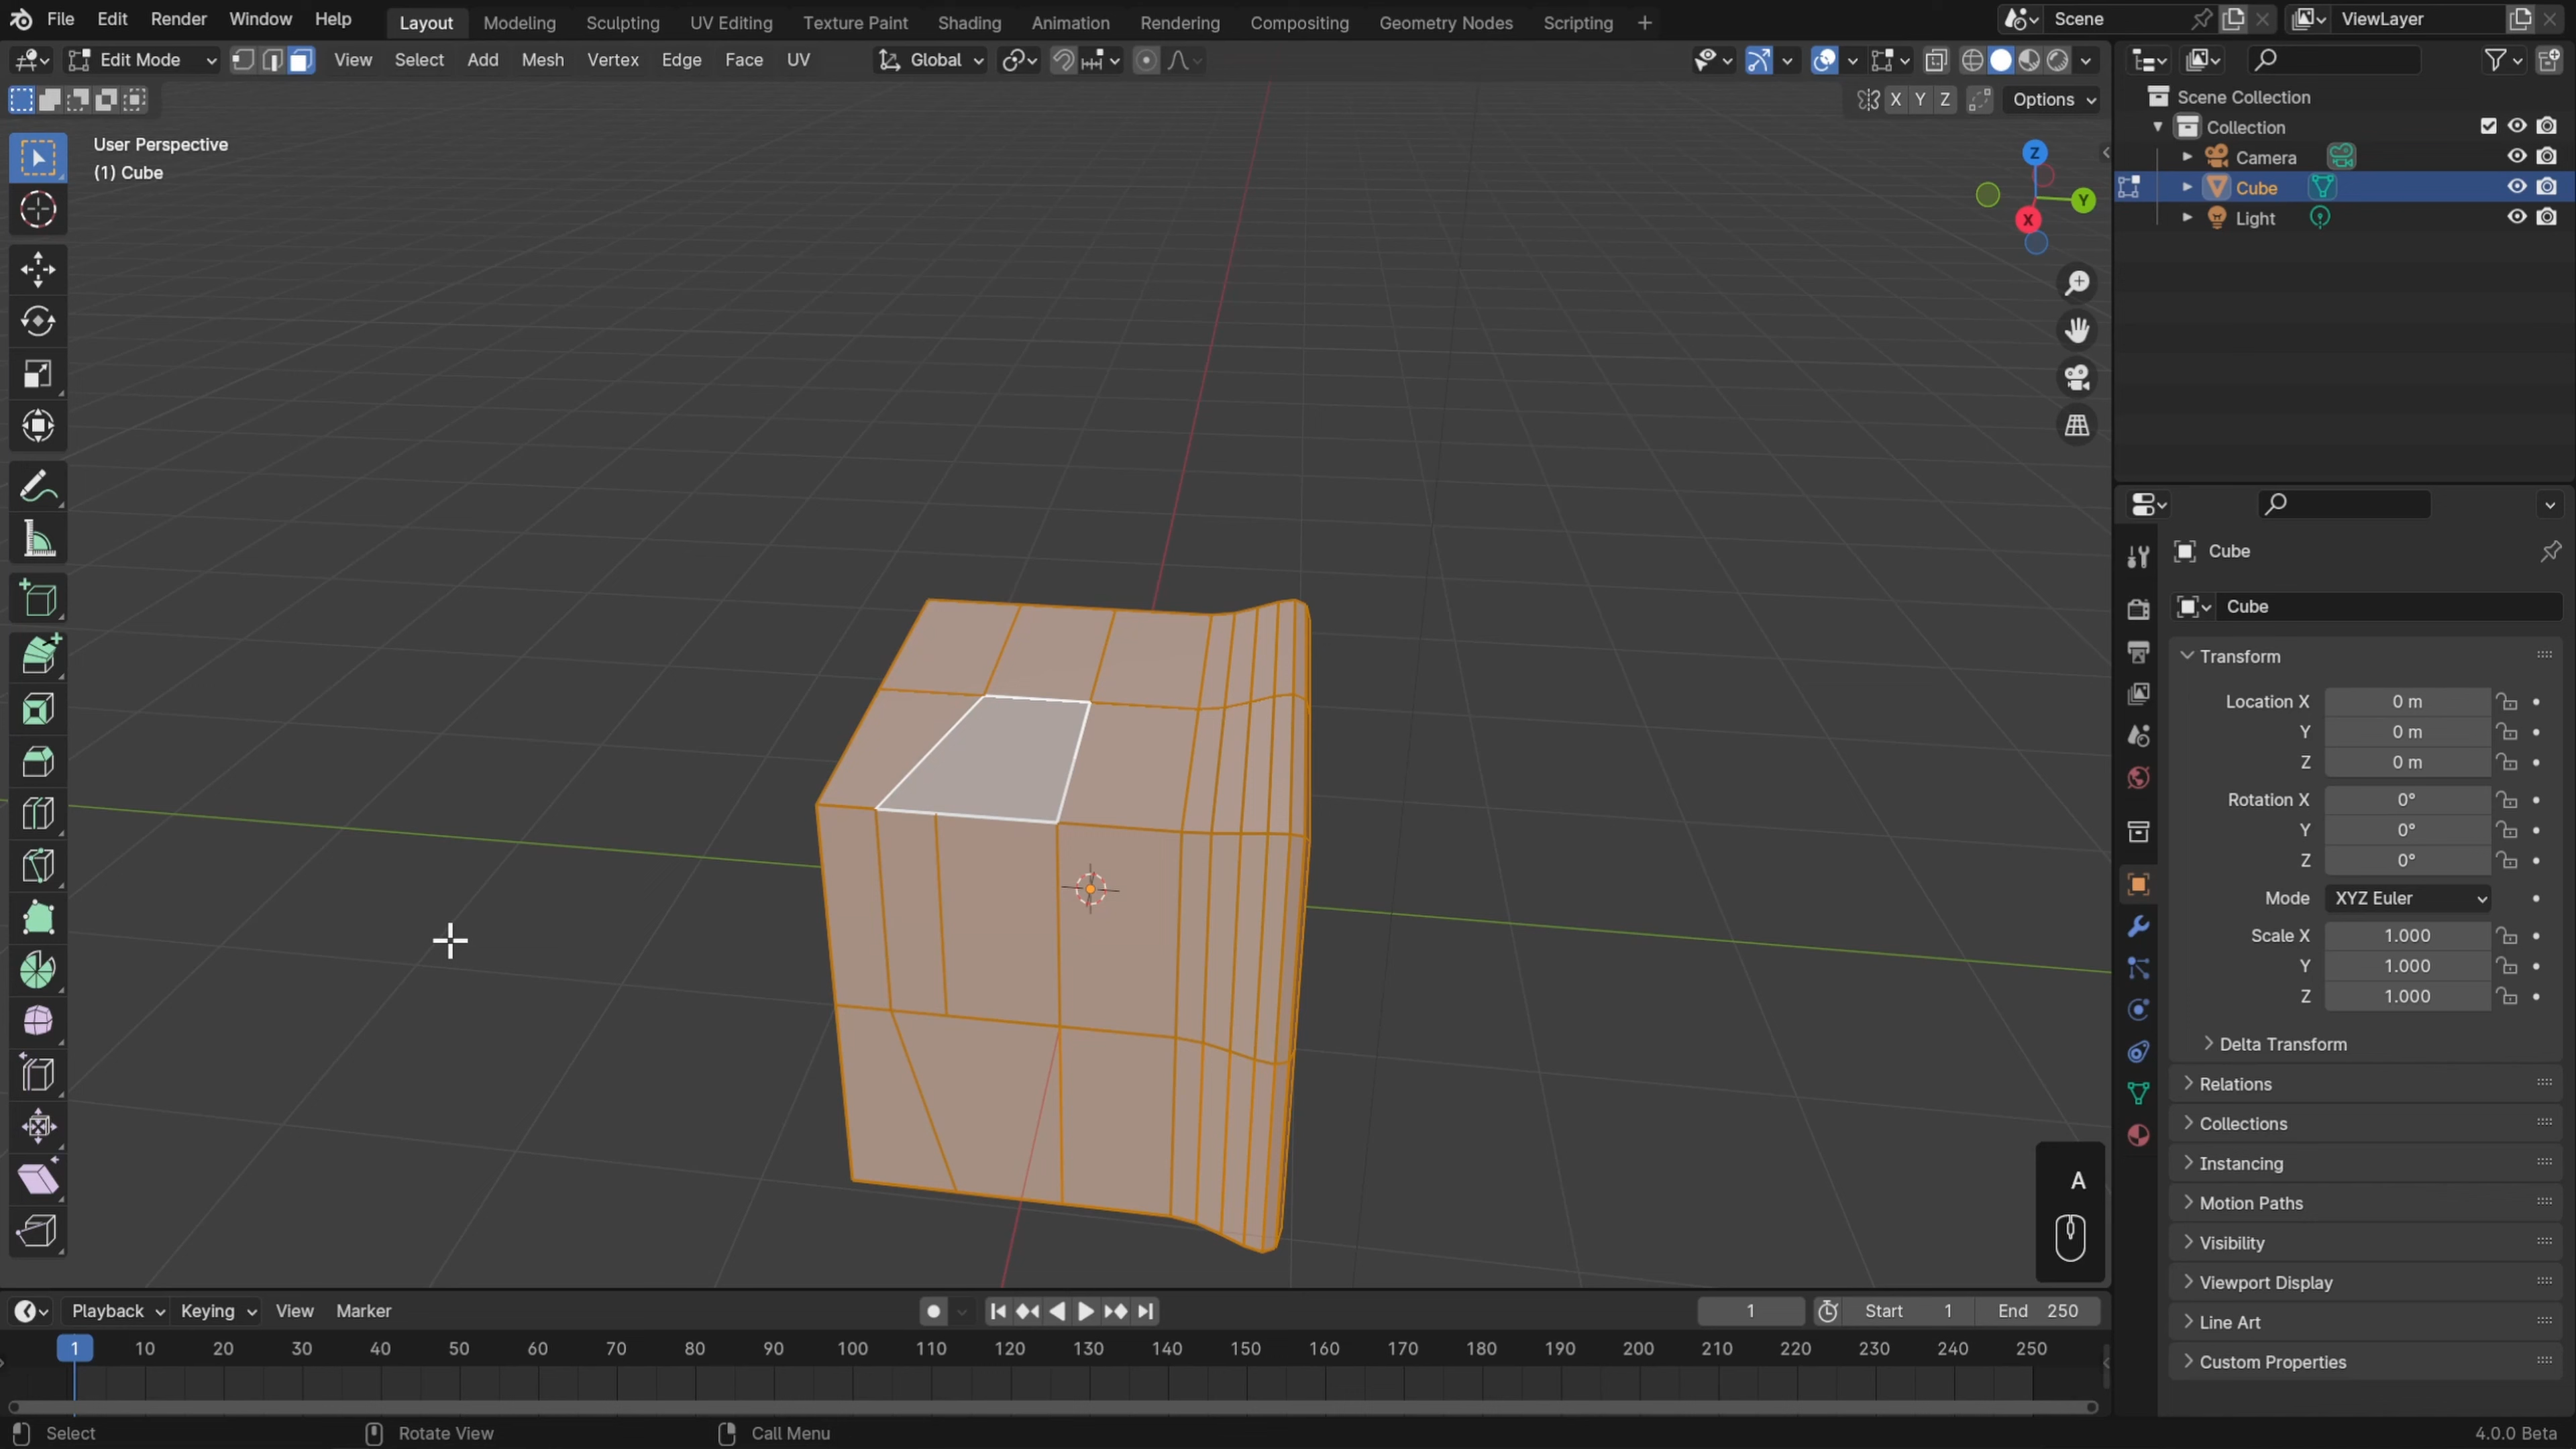 File Edit Render Window Help Layout Modeling Sculpting UV Editing Texture Paint Shading Animation Rendering Compositing Geometry Nodes Scripting + Scene ViewLayer
Edit Mode View Select Add Mesh Vertex Edge Face UV Global
X Y Z Options
User Perspective
(1) Cube
Z
Y
X
Scene Collection
Collection
Camera
Cube
Light
Cube
Cube
Transform
Location X 0 m
Y 0 m
Z 0 m
Rotation X 0°
Y 0°
Z 0°
Mode XYZ Euler
Scale X 1.000
Y 1.000
Z 1.000
Delta Transform
Relations
Collections
Instancing
Motion Paths
Visibility
Viewport Display
Line Art
Custom Properties
A
Playback Keying View Marker 1 Start 1 End 250
1 10 20 30 40 50 60 70 80 90 100 110 120 130 140 150 160 170 180 190 200 210 220 230 240 250
Select Rotate View Call Menu 4.0.0 Beta